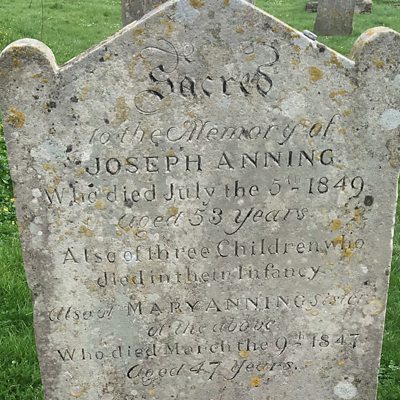 Sacred
to the Memory of
JOSEPH ANNING
Who died July the 5th 1849
aged 53 Years
Also of three Children who
died in their Infancy.
Also of MARY ANNING sister
of the above
Who died March the 9th 1847
Aged 47 Years.